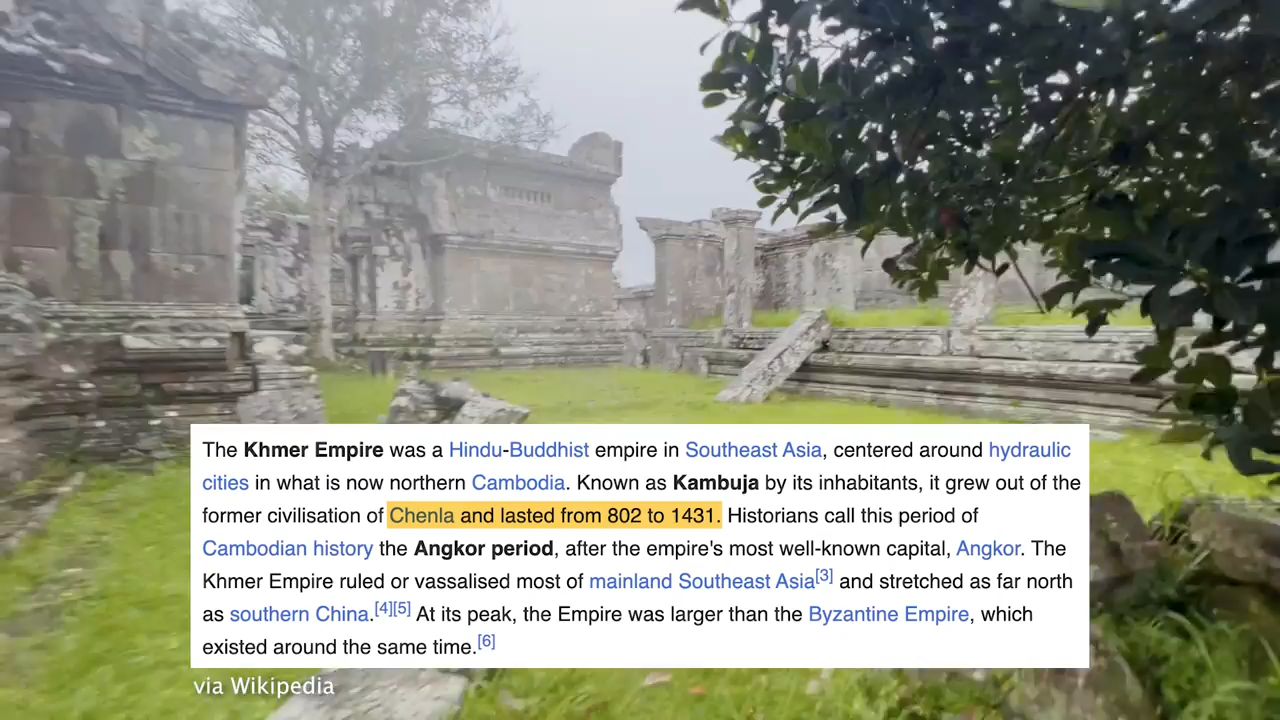 The Khmer Empire was a Hindu-Buddhist empire in Southeast Asia, centered around hydraulic
cities in what is now northern Cambodia. Known as Kambuja by its inhabitants, it grew out of the
former civilisation of Chenla and lasted from 802 to 1431. Historians call this period of
Cambodian history the Angkor period, after the empire's most well-known capital, Angkor. The
Khmer Empire ruled or vassalised most of mainland Southeast Asia[3] and stretched as far north
as southern China.[4][5] At its peak, the Empire was larger than the Byzantine Empire, which
existed around the same time.[6]
via Wikipedia